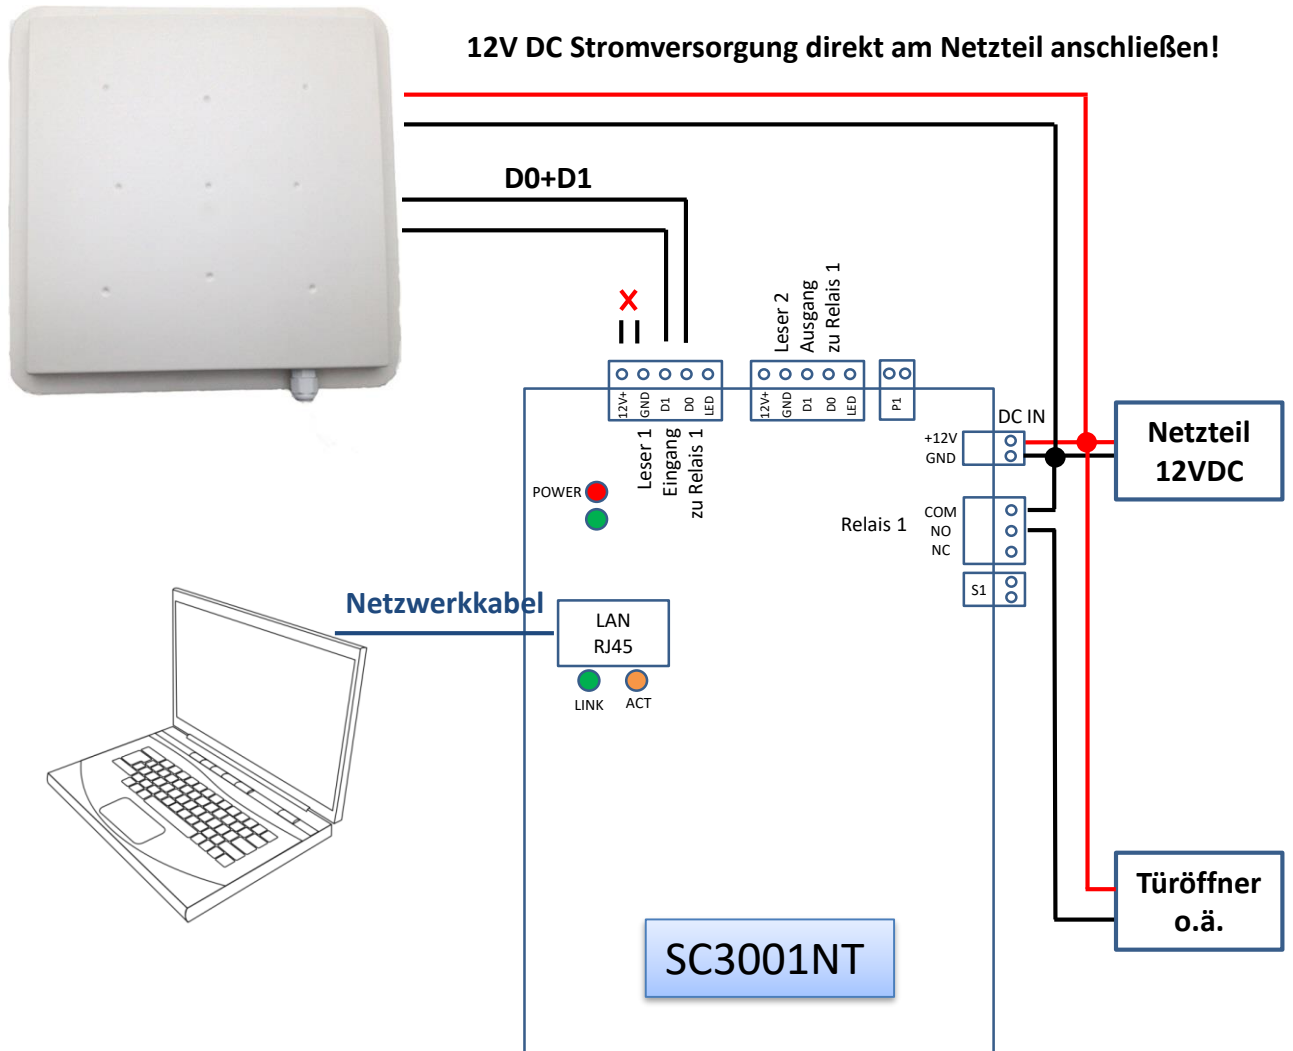 12V DC Stromversorgung direkt am Netzteil anschließen!
D0+D1
Leser 2
Ausgang
zu Relais 1
12V+
GND
D1
D0
LED
12V+
GND
D1
D0
LED
P1
Leser 1
Eingang
zu Relais 1
DC IN
+12V
GND
Netzteil
12VDC
POWER
Relais 1
COM
NO
NC
S1
Netzwerkkabel
LAN
RJ45
LINK
ACT
Türöffner
o.ä.
SC3001NT